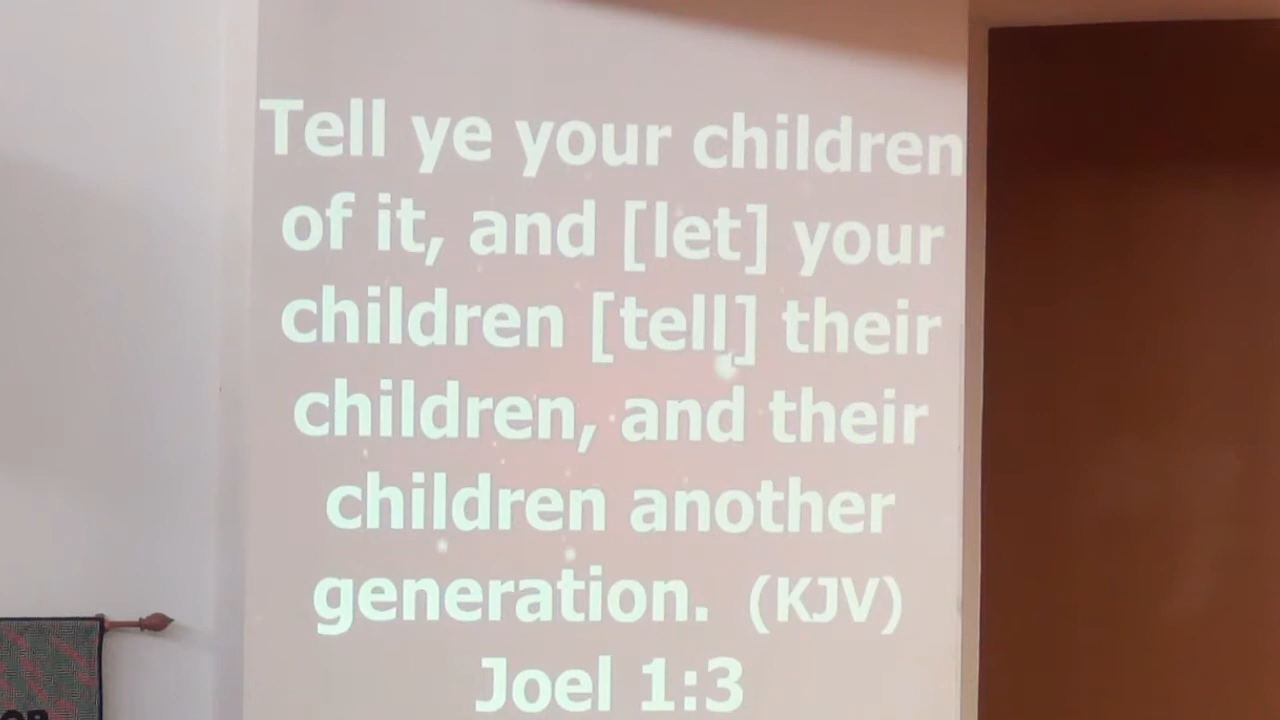 Tell ye your children
of it, and [let] your
children [tell] their
children, and their
children another
generation. (KJV)
Joel 1:3